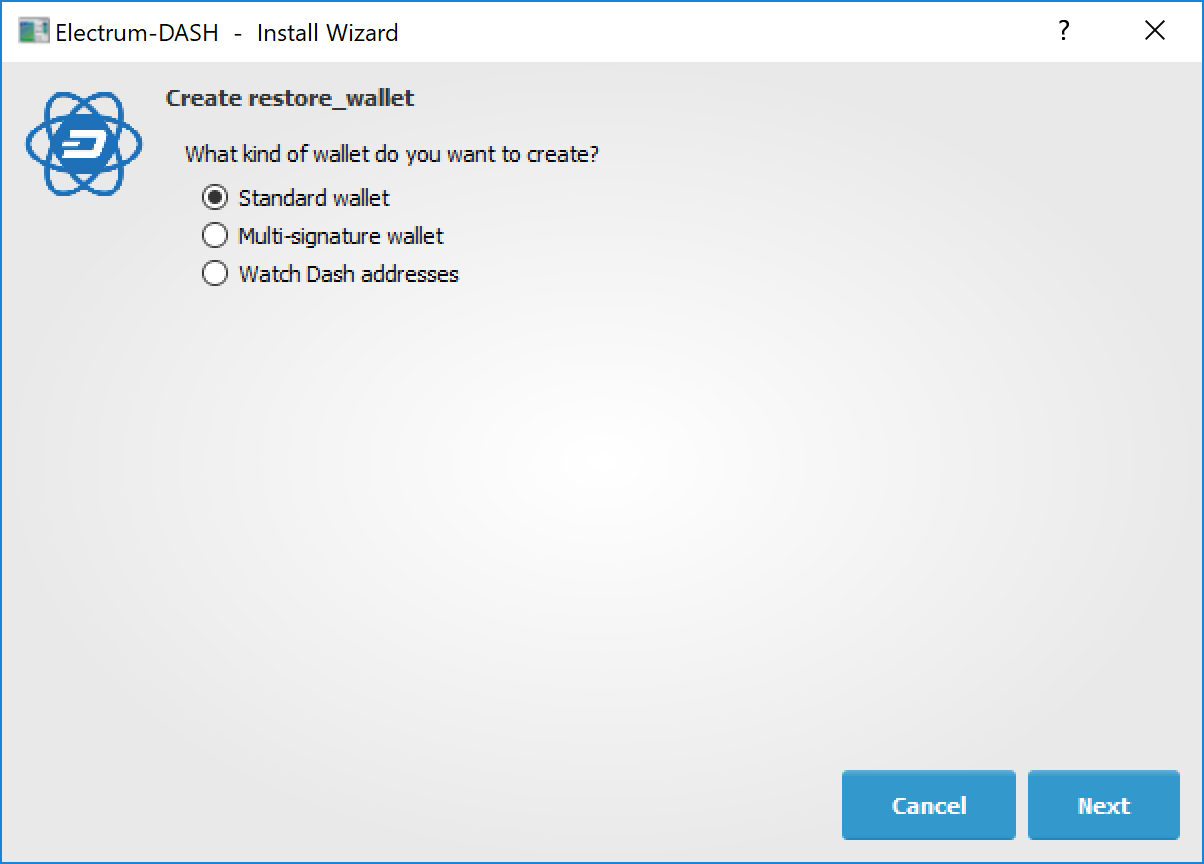 Electrum-DASH - Install Wizard
Create restore_wallet
What kind of wallet do you want to create?
Standard wallet
Multi-signature wallet
Watch Dash addresses
Cancel Next